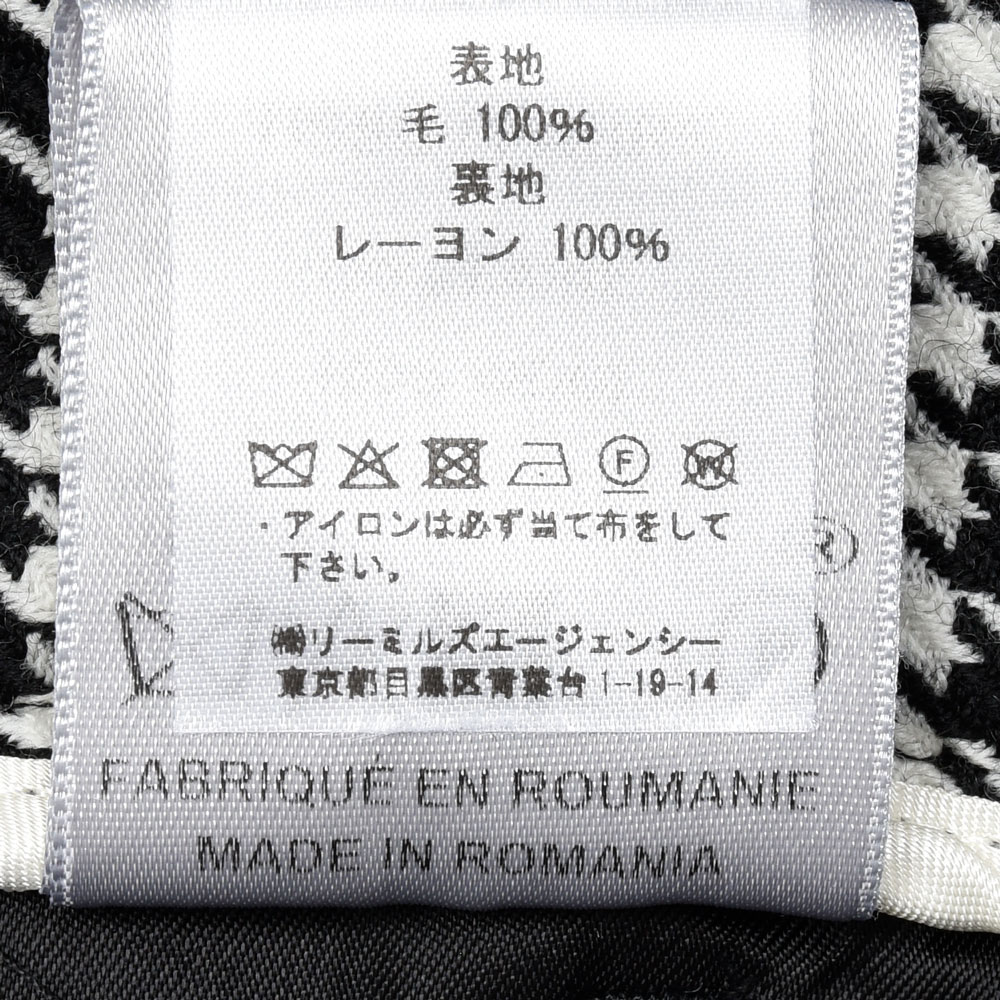 表地
毛 100%
裏地
レーヨン 100%
F W
・アイロンは必ず当て布をして
下さい。
®
㈱リーミルズエージェンシー
東京都目黒区青葉台 1-19-14
FABRIQUÉ EN ROUMANIE
MADE IN ROMANIA